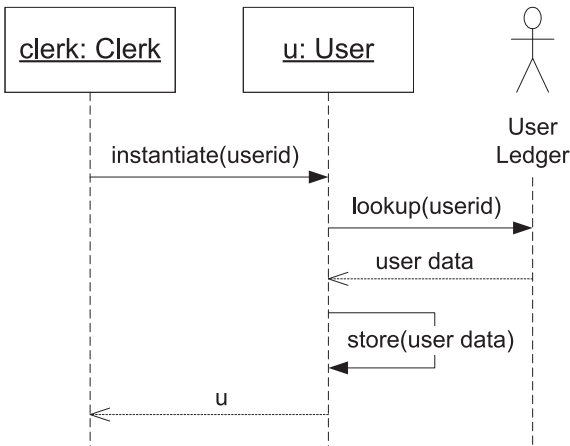 clerk: Clerk
u: User
User
Ledger
instantiate(userid)
lookup(userid)
user data
store(user data)
u